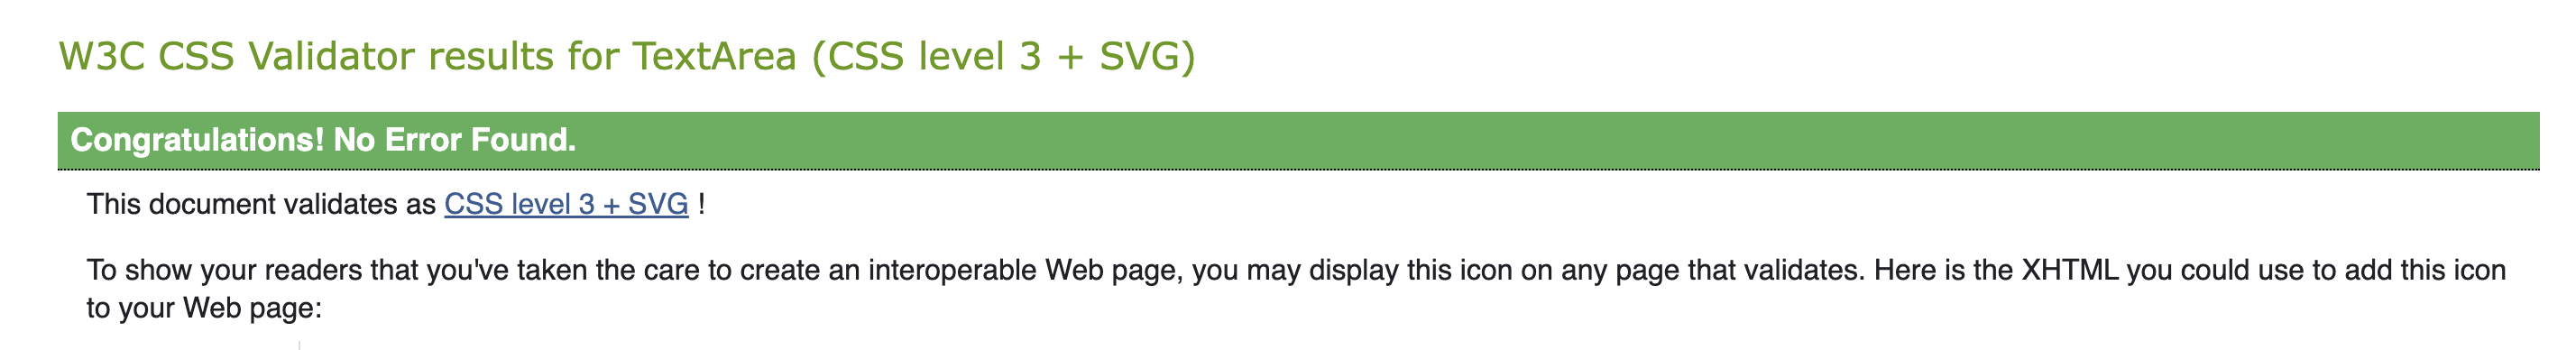 W3C CSS Validator results for TextArea (CSS level 3 + SVG)
Congratulations! No Error Found.
This document validates as CSS level 3 + SVG !
To show your readers that you've taken the care to create an interoperable Web page, you may display this icon on any page that validates. Here is the XHTML you could use to add this icon
to your Web page: